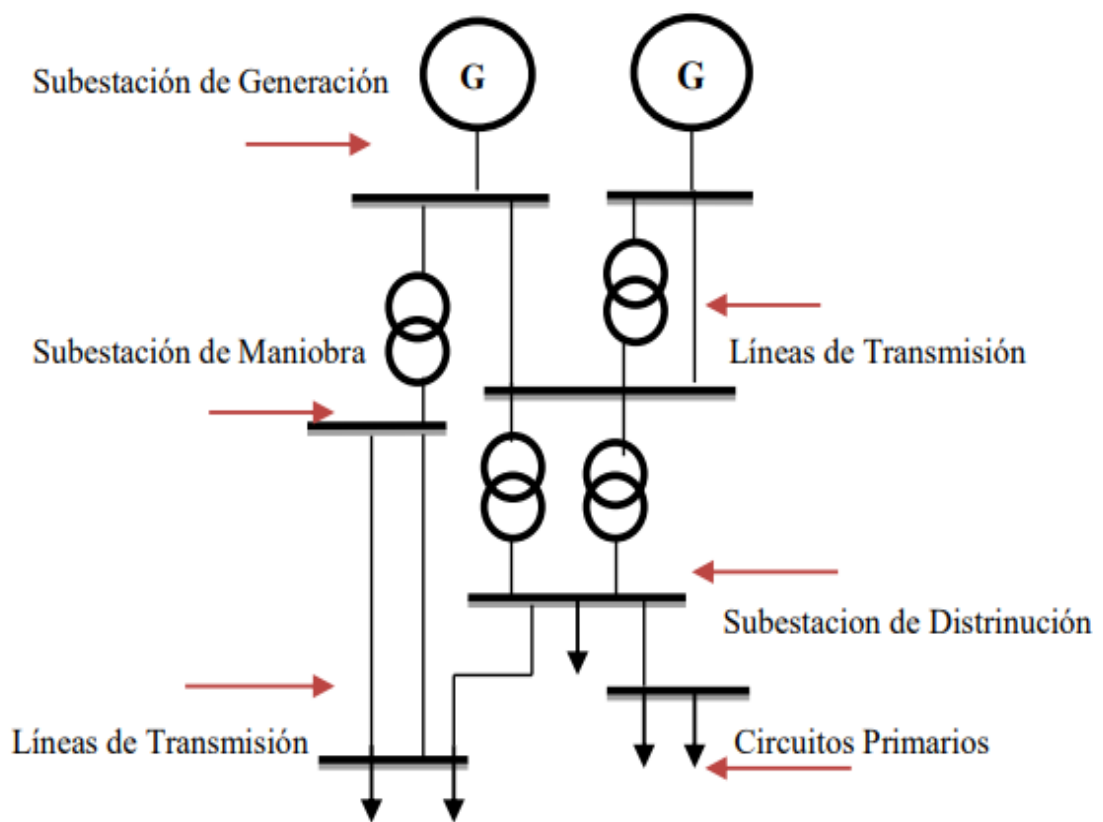 G
G
Subestación de Generación
Subestación de Maniobra
Líneas de Transmisión
Subestacion de Distrinución
Líneas de Transmisión
Circuitos Primarios